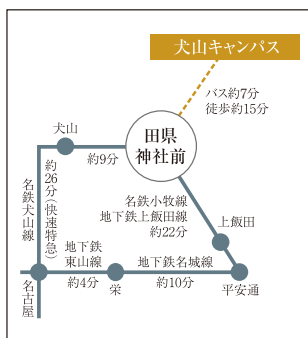 犬山キャンパス
バス約7分
徒歩約15分
犬山
田県
神社前
約9分
名鉄犬山線
約26分(快速特急)
名鉄小牧線
地下鉄上飯田線
約22分
上飯田
地下鉄
東山線
約4分
地下鉄名城線
約10分
名古屋
栄
平安通